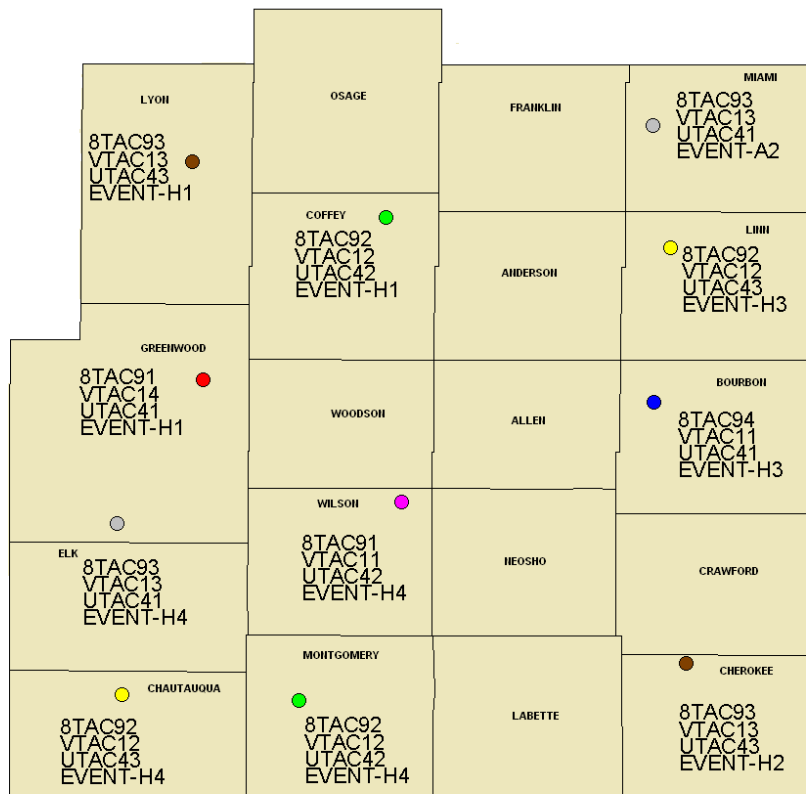 OSAGE
LYON
8TAC93
VTAC13
UTAC43
EVENT-H1
FRANKLIN
MIAMI
8TAC93
VTAC13
UTAC41
EVENT-A2
COFFEY
8TAC92
VTAC12
UTAC42
EVENT-H1
ANDERSON
LINN
8TAC92
VTAC12
UTAC43
EVENT-H3
GREENWOOD
8TAC91
VTAC14
UTAC41
EVENT-H1
WOODSON
ALLEN
BOURBON
8TAC94
VTAC11
UTAC41
EVENT-H3
ELK
8TAC93
VTAC13
UTAC41
EVENT-H4
WILSON
8TAC91
VTAC11
UTAC42
EVENT-H4
NEOSHO
CRAWFORD
CHAUTAUQUA
8TAC92
VTAC12
UTAC43
EVENT-H4
MONTGOMERY
8TAC92
VTAC12
UTAC42
EVENT-H4
LABETTE
CHEROKEE
8TAC93
VTAC13
UTAC43
EVENT-H2